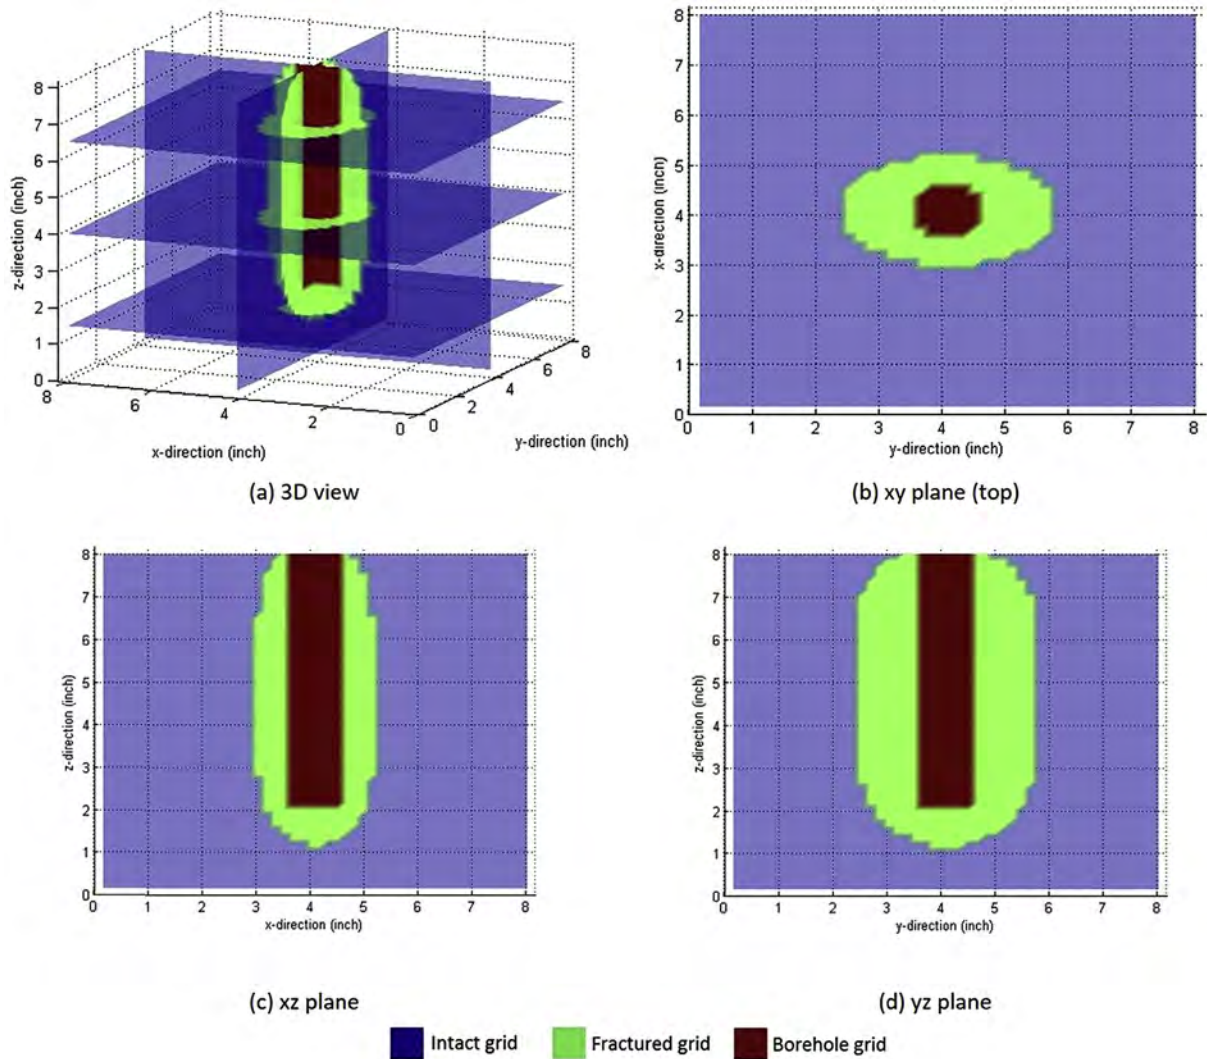 8
7
6
5
4
3
2
1
0
z-direction (inch)
8
6
4
2
0
x-direction (inch)
0
2
4
6
8
y-direction (inch)
(a) 3D view
8
7
6
5
4
3
2
1
0
x-direction (inch)
0 1 2 3 4 5 6 7 8
y-direction (inch)
(b) xy plane (top)
8
7
6
5
4
3
2
1
0
z-direction (inch)
0 1 2 3 4 5 6 7 8
x-direction (inch)
(c) xz plane
8
7
6
5
4
3
2
1
0
z-direction (inch)
0 1 2 3 4 5 6 7 8
y-direction (inch)
(d) yz plane
Intact grid Fractured grid Borehole grid